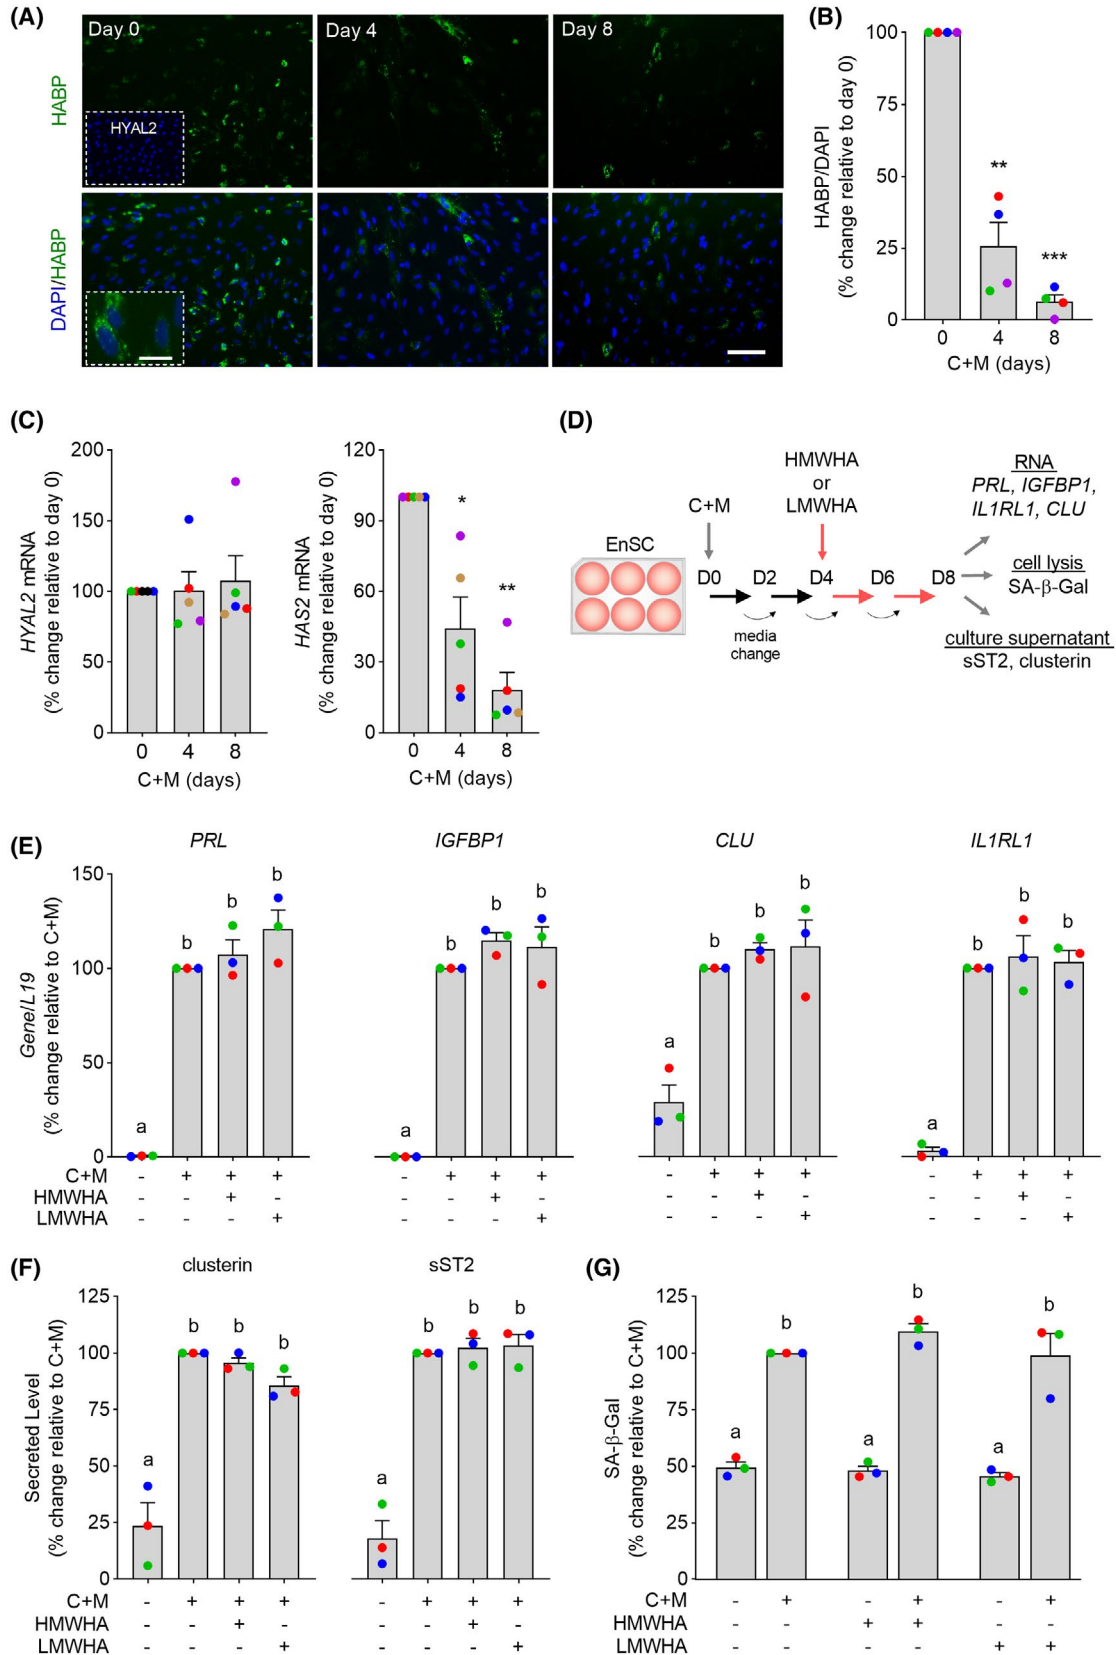 (A)
Day 0
Day 4
Day 8
HABP
HYAL2
DAPI/HABP
(B)
HABP/DAPI
(% change relative to day 0)
100
75
50
25
0
**
***
0 4 8
C+M (days)
(C)
HYAL2 mRNA
(% change relative to day 0)
200
150
100
50
0
0 4 8
C+M (days)
HAS2 mRNA
(% change relative to day 0)
120
90
60
30
0
*
**
0 4 8
C+M (days)
(D)
HMWHA
or
LMWHA
C+M
EnSC
D0 D2 D4 D6 D8
media
change
RNA
PRL, IGFBP1,
IL1RL1, CLU
cell lysis
SA-β-Gal
culture supernatant
sST2, clusterin
(E)
PRL IGFBP1 CLU IL1RL1
Gene/L19
(% change relative to C+M)
150
100
50
0
a b b b
a b b b
a b b b
a b b b
C+M - + + + - + + + - + + + - + + +
HMWHA - - + - - - + - - - + - - - + -
LMWHA - - - + - - - + - - - + - - - +
(F)
clusterin sST2
Secreted Level
(% change relative to C+M)
125
100
75
50
25
0
a b b b
a b b b
C+M - + + + - + + +
HMWHA - - + - - - + -
LMWHA - - - + - - - +
(G)
SA-β-Gal
(% change relative to C+M)
125
100
75
50
25
0
a b a b a b
C+M - + - + - +
HMWHA - - + + - -
LMWHA - - - - + +